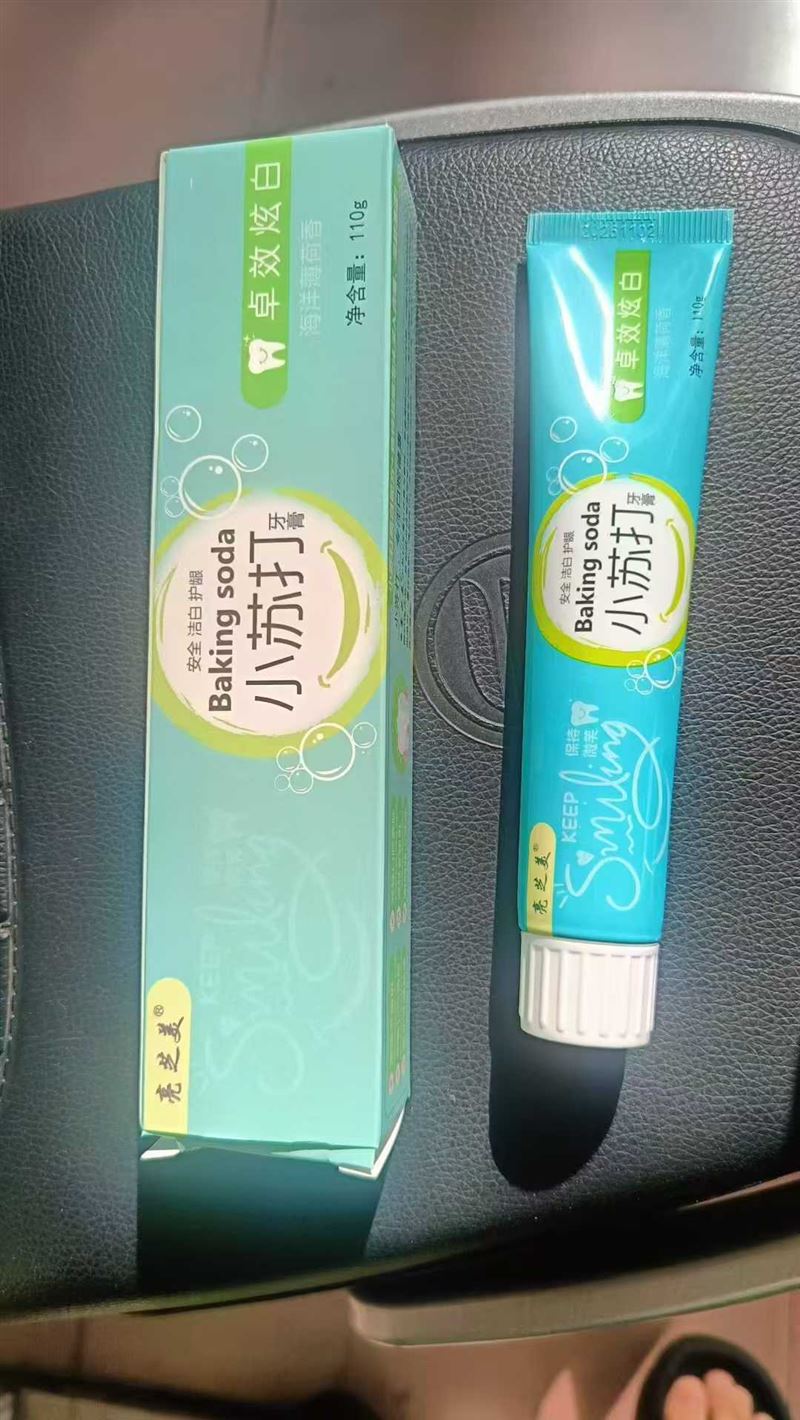 亮芝美®
KEEP
Smiling
安全 洁白 护龈
Baking soda
小苏打
牙膏
卓效炫白
海洋薄荷香
净含量：110g
亮芝美®
KEEP
保持
微笑
Smiling
安全 洁白 护龈
Baking soda
小苏打
牙膏
卓效炫白
海洋薄荷香
净含量：110g